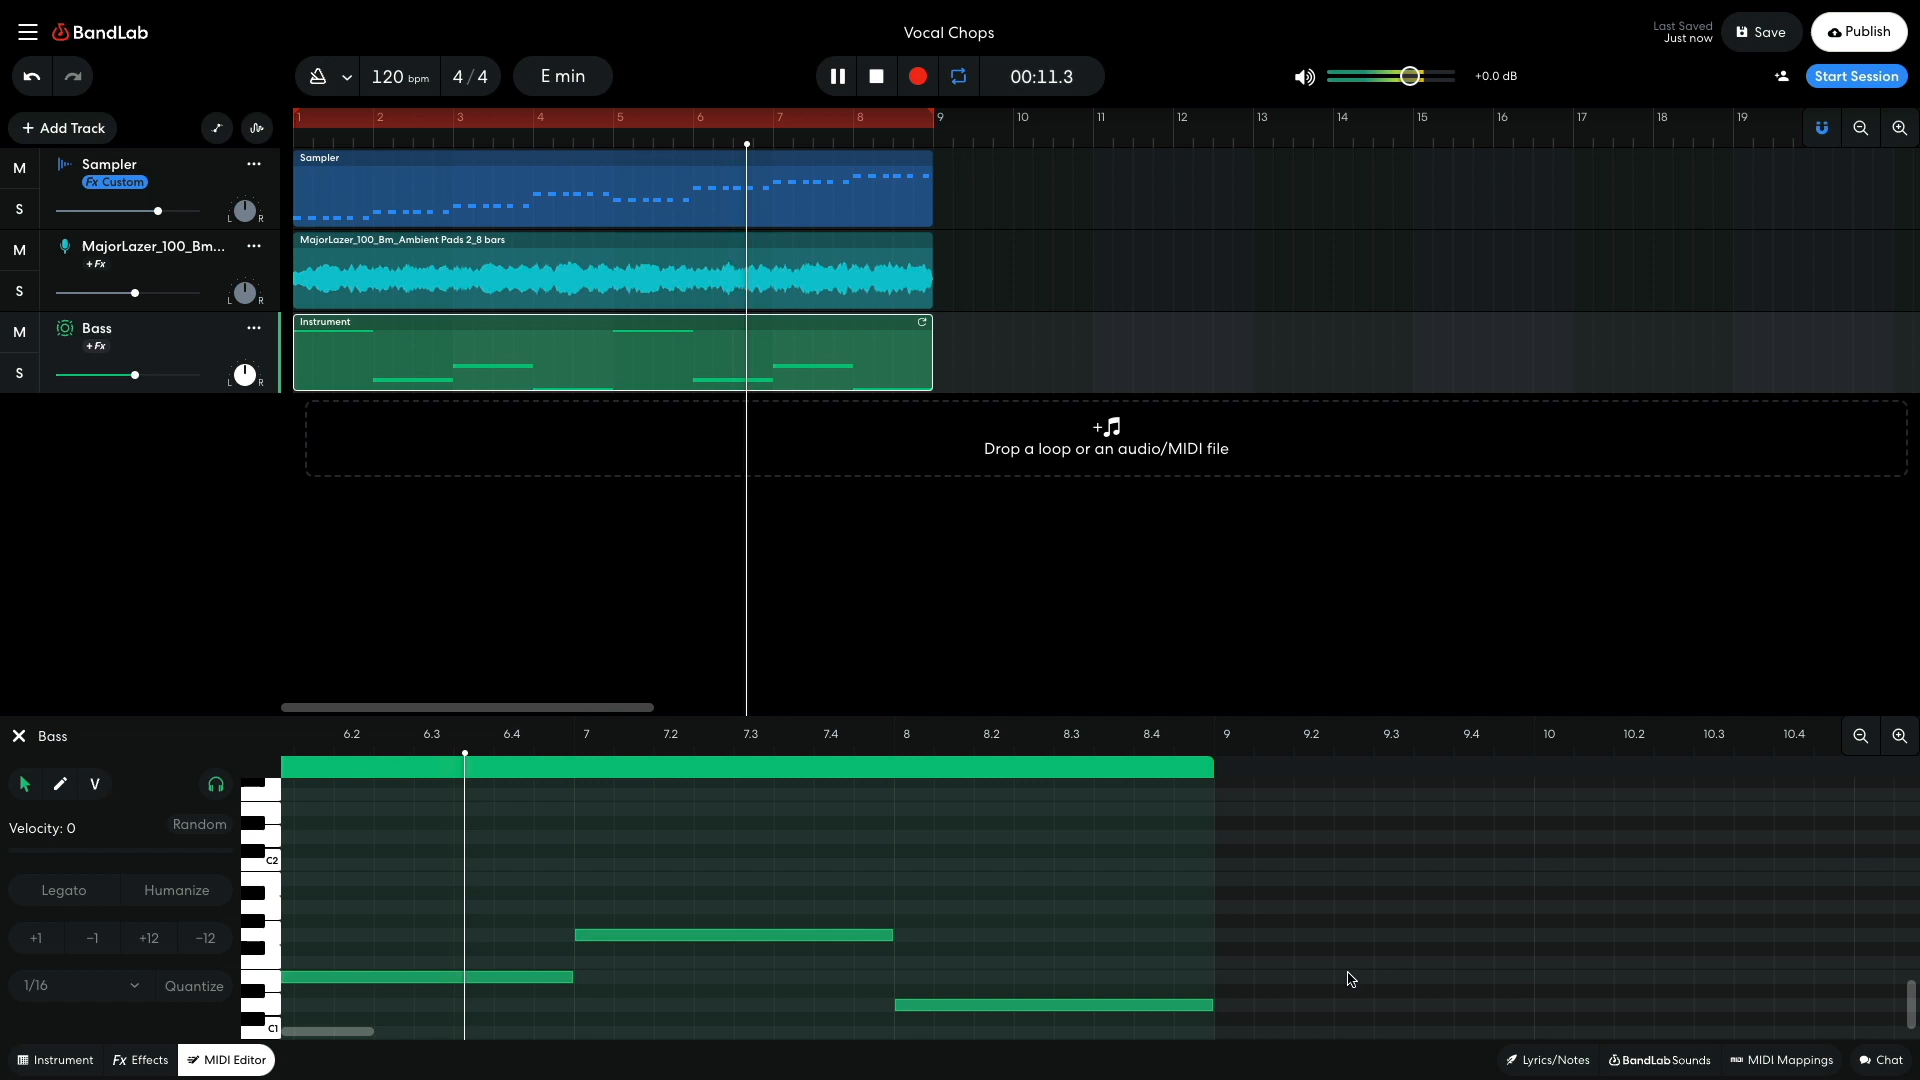 BandLab
Vocal Chops
Last Saved
Just now
Save
Publish
120 bpm
4/4
E min
00:11.3
+0.0 dB
Start Session
+ Add Track
1 2 3 4 5 6 7 8 9 10 11 12 13 14 15 16 17 18 19
M
Sampler
Fx Custom
S
L R
Sampler
M
MajorLazer_100_Bm...
+Fx
S
L R
MajorLazer_100_Bm_Ambient Pads 2_8 bars
M
Bass
+Fx
S
L R
Instrument
Drop a loop or an audio/MIDI file
Bass
6.2 6.3 6.4 7 7.2 7.3 7.4 8 8.2 8.3 8.4 9 9.2 9.3 9.4 10 10.2 10.3 10.4
V
Velocity: 0
Random
C2
Legato
Humanize
+1 -1 +12 -12
1/16
Quantize
C1
Instrument
Fx Effects
MIDI Editor
Lyrics/Notes
BandLab Sounds
MIDI Mappings
Chat